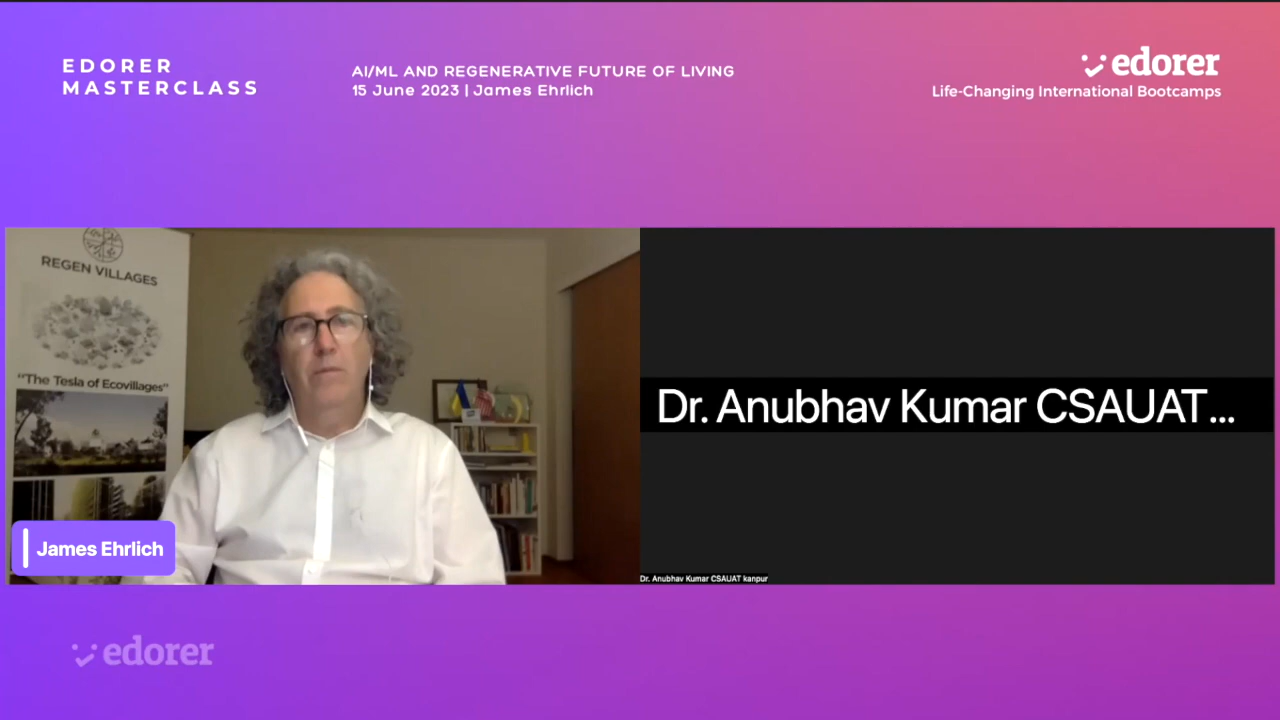 EDORER
MASTERCLASS
AI/ML AND REGENERATIVE FUTURE OF LIVING
15 June 2023 | James Ehrlich
edorer
Life-Changing International Bootcamps
REGEN VILLAGES
"The Tesla of Ecovillages"
James Ehrlich
Dr. Anubhav Kumar CSAUAT...
Dr. Anubhav Kumar CSAUAT kanpur
edorer